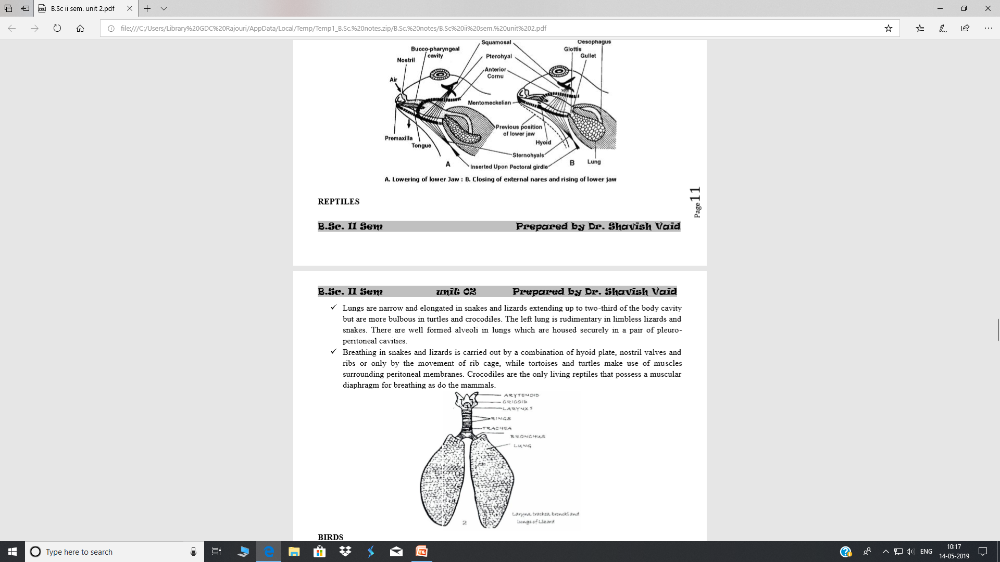 B.Sc ii sem. unit 2.pdf
file:///C:/Users/Library%20GDC%20Rajouri/AppData/Local/Temp/Temp1_B.Sc.%20notes.zip/B.Sc.%20notes/B.Sc%20ii%20sem.%20unit%202.pdf
Squamosal
Oesophagus
Bucco-pharyngeal
cavity
Glottis
Gullet
Nostril
Pterohyal
Anterior
Cornu
Air
Mentomeckelian
Previous position
of lower jaw
Premaxilla
Hyoid
Tongue
Sternohyals
A
Inserted Upon Pectoral girdle
B
Lung
A. Lowering of lower Jaw : B. Closing of external nares and rising of lower jaw
Page 11
REPTILES
B.Sc. II Sem Prepared by Dr. Shavish Vaid
B.Sc. II Sem unit 02 Prepared by Dr. Shavish Vaid
✓ Lungs are narrow and elongated in snakes and lizards extending up to two-third of the body cavity
but are more bulbous in turtles and crocodiles. The left lung is rudimentary in limbless lizards and
snakes. There are well formed alveoli in lungs which are housed securely in a pair of pleuro-
peritoneal cavities.
✓ Breathing in snakes and lizards is carried out by a combination of hyoid plate, nostril valves and
ribs or only by the movement of rib cage, while tortoises and turtles make use of muscles
surrounding peritoneal membranes. Crocodiles are the only living reptiles that possess a muscular
diaphragm for breathing as do the mammals.
ARYTENOID
CRICOID
LARYNXS
RINGS
TRACHEA
BRONCHUS
LUNG
Larynx, trachea, bronchi and
lungs of Lizard
2
BIRDS
Type here to search
ENG
10:17
14-05-2019